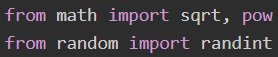 from math import sqrt, pow
from random import randint